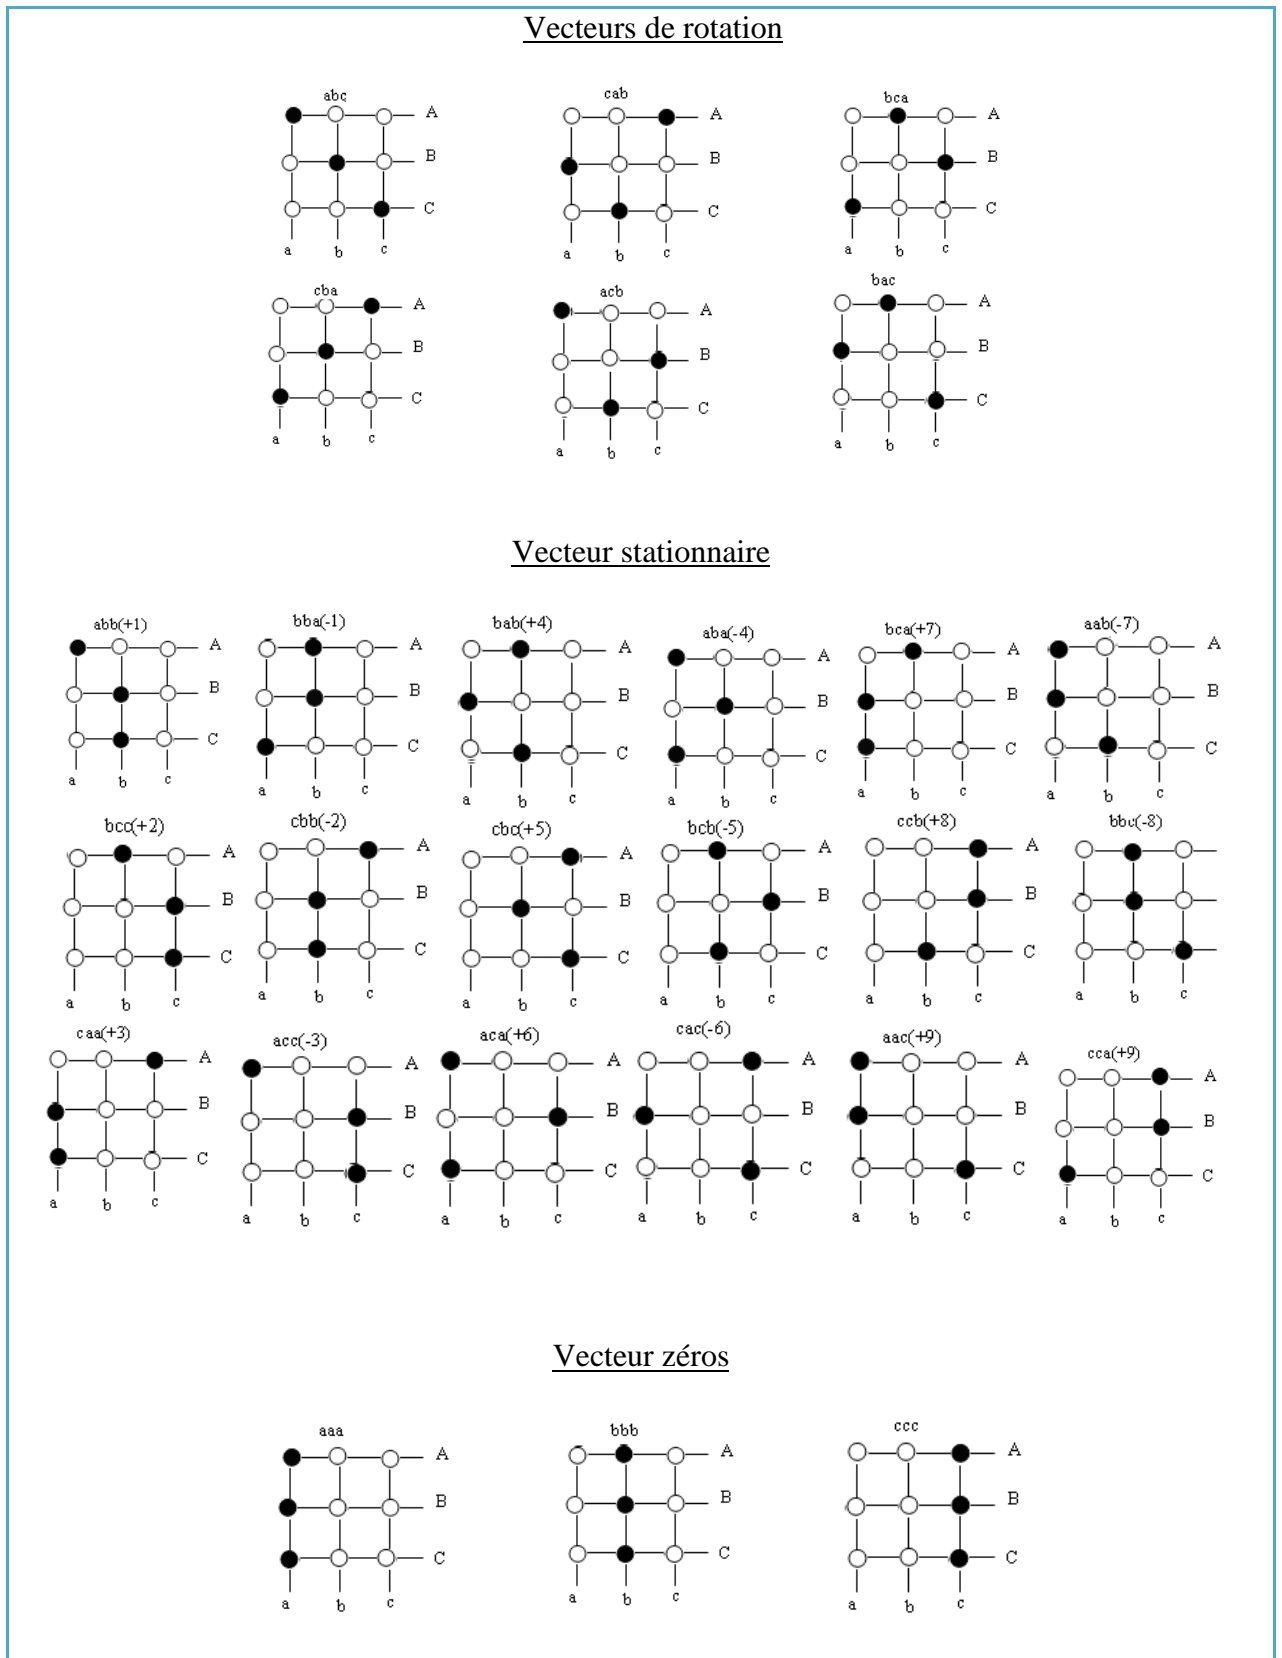 Vecteurs de rotation
abc cab bca
A A A
B B B
C C C
a b c a b c a b c
cba acb bac
A A A
B B B
C C C
a b c a b c a b c
Vecteur stationnaire
abb(+1) bba(-1) bab(+4) aba(-4) bca(+7) aab(-7)
A A A A A A
B B B B B B
C C C C C C
a b c a b c a b c a b c a b c a b c
bcc(+2) cbb(-2) cbc(+5) bcb(-5) ccb(+8) bbc(-8)
A A A A A
B B B B B
C C C C C
a b c a b c a b c a b c a b c a b c
caa(+3) acc(-3) aca(+6) cac(-6) aac(+9) cca(+9)
A A A A A A
B B B B B B
C C C C C C
a b c a b c a b c a b c a b c a b c
Vecteur zéros
aaa bbb ccc
A A A
B B B
C C C
a b c a b c a b c